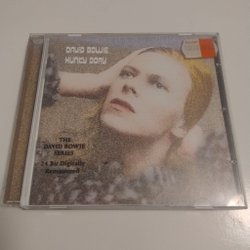 DAVID BOWIE
HUNKY DORY
THE
DAVID BOWIE
SERIES
24 Bit Digitally
Remastered